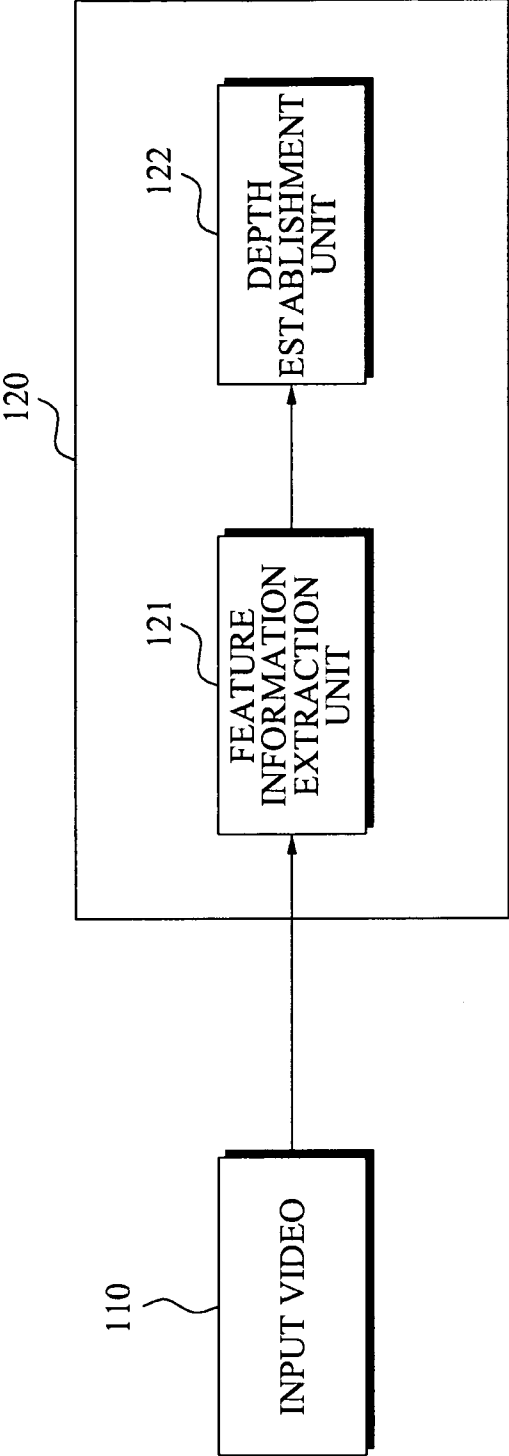 120
110
INPUT VIDEO
121
FEATURE
INFORMATION
EXTRACTION
UNIT
122
DEPTH
ESTABLISHMENT
UNIT